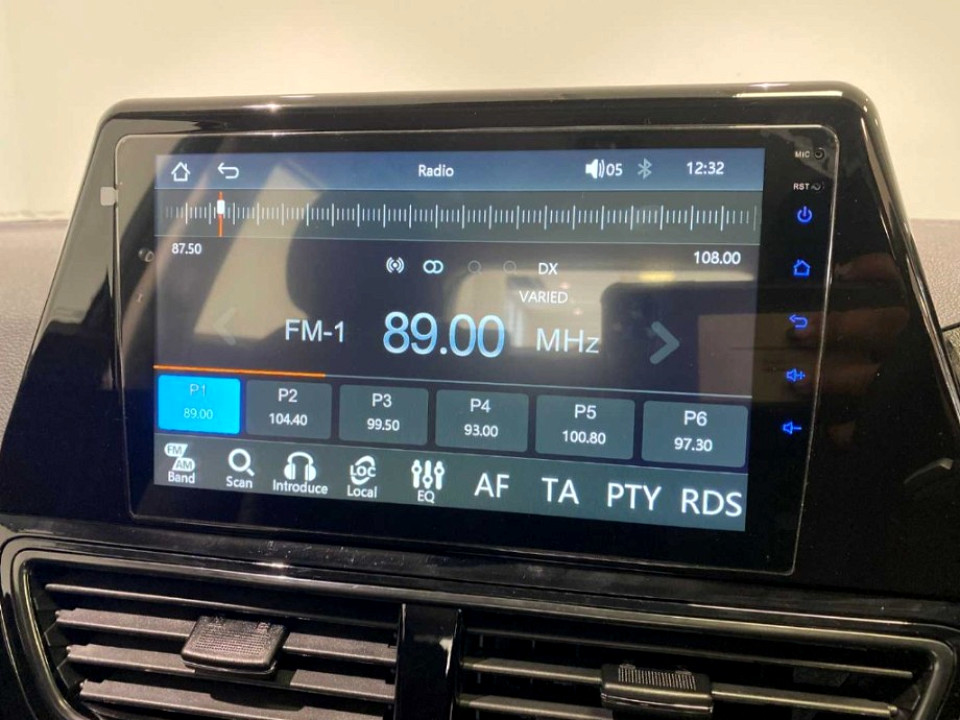 Radio
05
12:32
MIC
RST
87.50
108.00
DX
VARIED
FM-1 89.00 MHz
P1 P2 P3 P4 P5 P6
89.00 104.40 99.50 93.00 100.80 97.30
FM
AM
LOC
Band Scan Introduce Local EQ AF TA PTY RDS